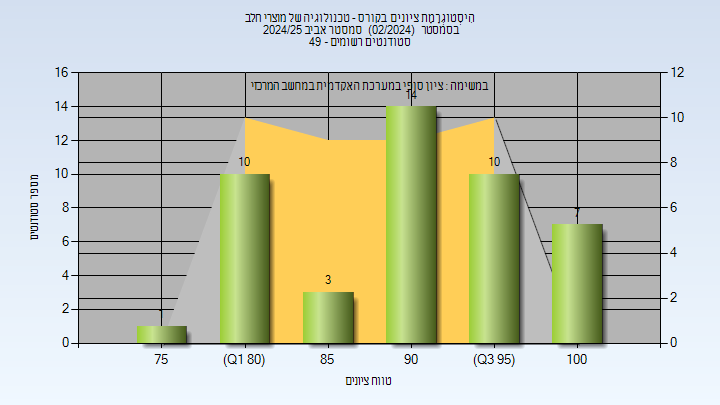 היסטוגרמת ציונים בקורס - טכנולוגיה של מוצרי חלב
בסמסטר (02/2024) סמסטר אביב 2024/25
סטודנטים רשומים - 49
במשימה : ציון סופי במערכת האקדמית במחשב המרכזי
16 14 12 10 8 6 4 2 0
12 10 8 6 4 2 0
מספר סטודנטים
1 10 3 14 10 7
75 (Q1 80) 85 90 (Q3 95) 100
טווח ציונים